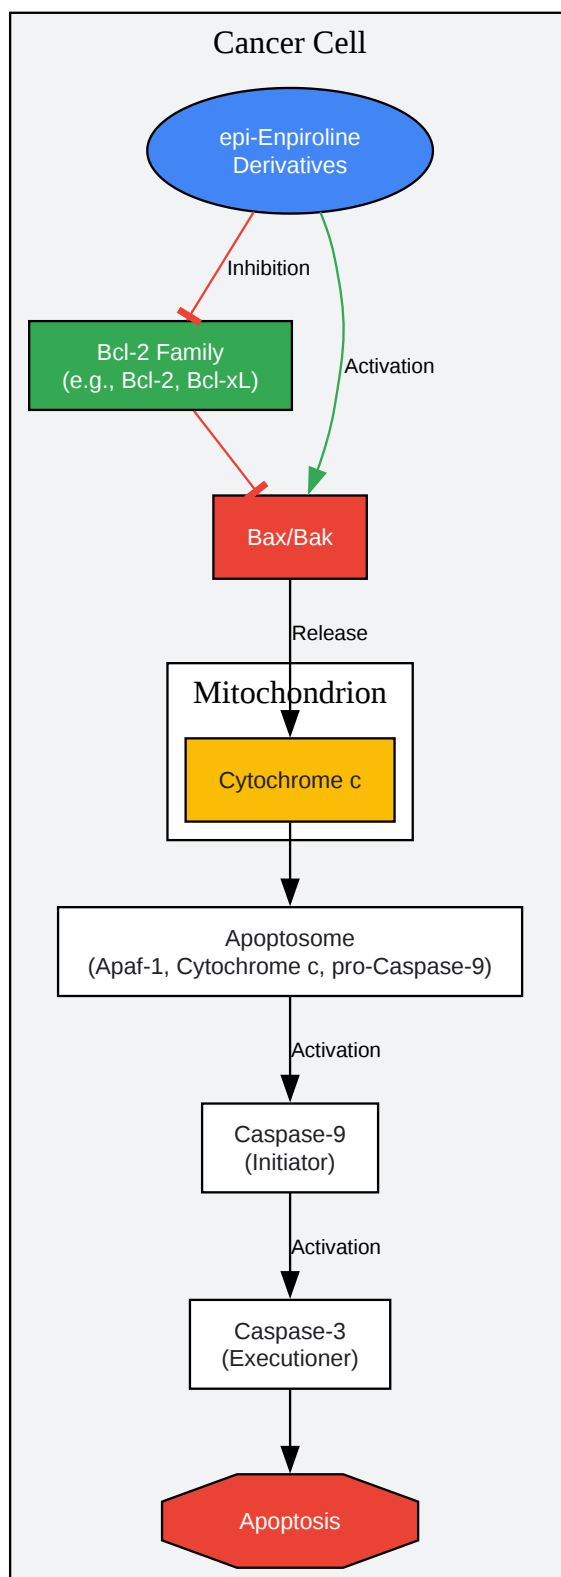 Cancer Cell
epi-Enpiroline
Derivatives
Inhibition
Bcl-2 Family
(e.g., Bcl-2, Bcl-xL)
Activation
Bax/Bak
Release
Mitochondrion
Cytochrome c
Apoptosome
(Apaf-1, Cytochrome c, pro-Caspase-9)
Activation
Caspase-9
(Initiator)
Activation
Caspase-3
(Executioner)
Apoptosis